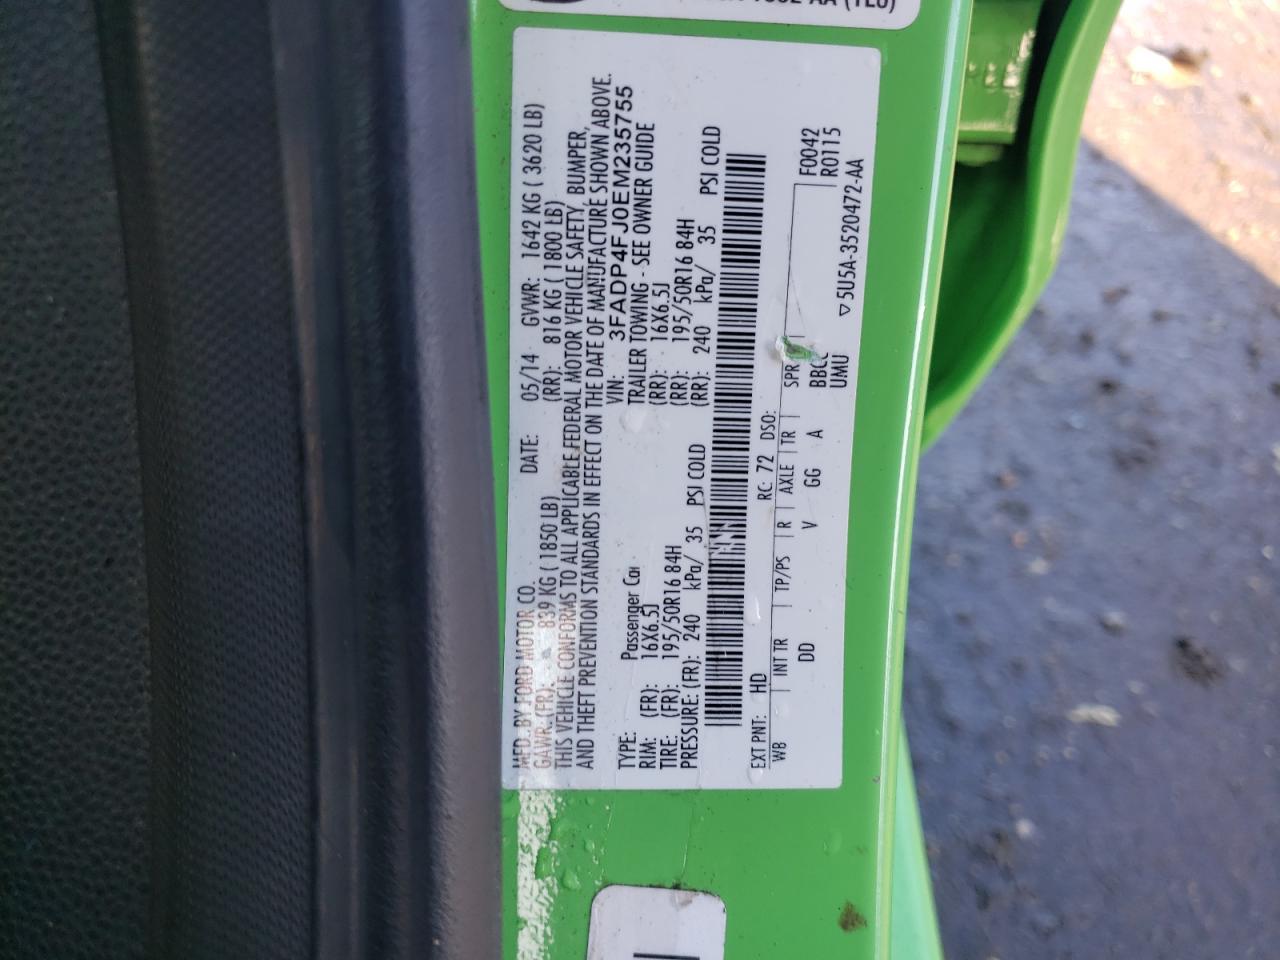 AA (TEO)
MFD. BY FORD MOTOR CO.
DATE: 05/14 GVWR: 1642 KG ( 3620 LB)
GAWR: (FR): 839 KG ( 1850 LB) (RR): 816 KG ( 1800 LB)
THIS VEHICLE CONFORMS TO ALL APPLICABLE FEDERAL MOTOR VEHICLE SAFETY, BUMPER,
AND THEFT PREVENTION STANDARDS IN EFFECT ON THE DATE OF MANUFACTURE SHOWN ABOVE.
VIN: 3FADP4FJ0EM235755
TYPE: Passenger Car TRAILER TOWING - SEE OWNER GUIDE
RIM: (FR): 16X6.5J (RR): 16X6.5J
TIRE: (FR): 195/50R16 84H (RR): 195/50R16 84H
PRESSURE: (FR): 240 kPa/ 35 PSI COLD (RR): 240 kPa/ 35 PSI COLD
EXT PNT: HD RC: 72 DSO: F0042
WB INT TR TP/PS R AXLE TR SPR R0115
DD V GG A
UMU
▽5U5A-3520472-AA